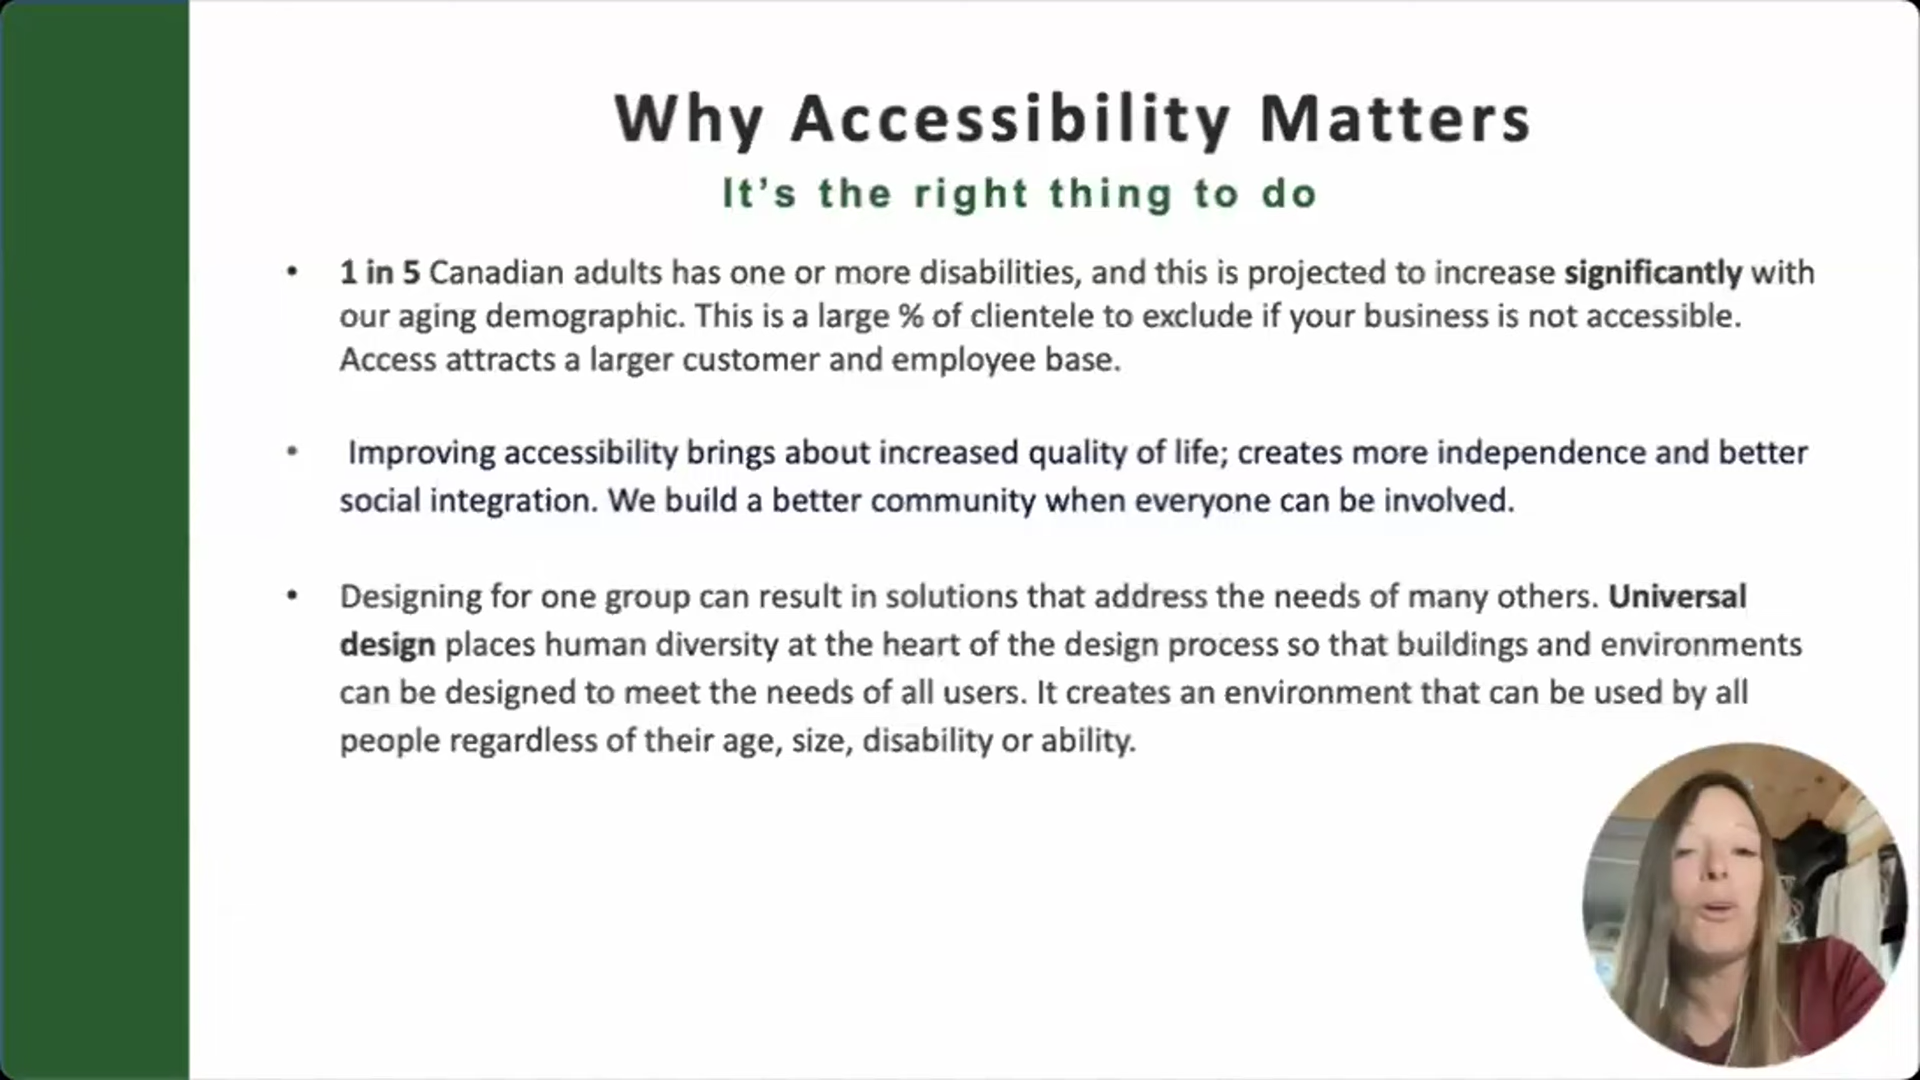 Why Accessibility Matters
It's the right thing to do
• 1 in 5 Canadian adults has one or more disabilities, and this is projected to increase significantly with
our aging demographic. This is a large % of clientele to exclude if your business is not accessible.
Access attracts a larger customer and employee base.
• Improving accessibility brings about increased quality of life; creates more independence and better
social integration. We build a better community when everyone can be involved.
• Designing for one group can result in solutions that address the needs of many others. Universal
design places human diversity at the heart of the design process so that buildings and environments
can be designed to meet the needs of all users. It creates an environment that can be used by all
people regardless of their age, size, disability or ability.